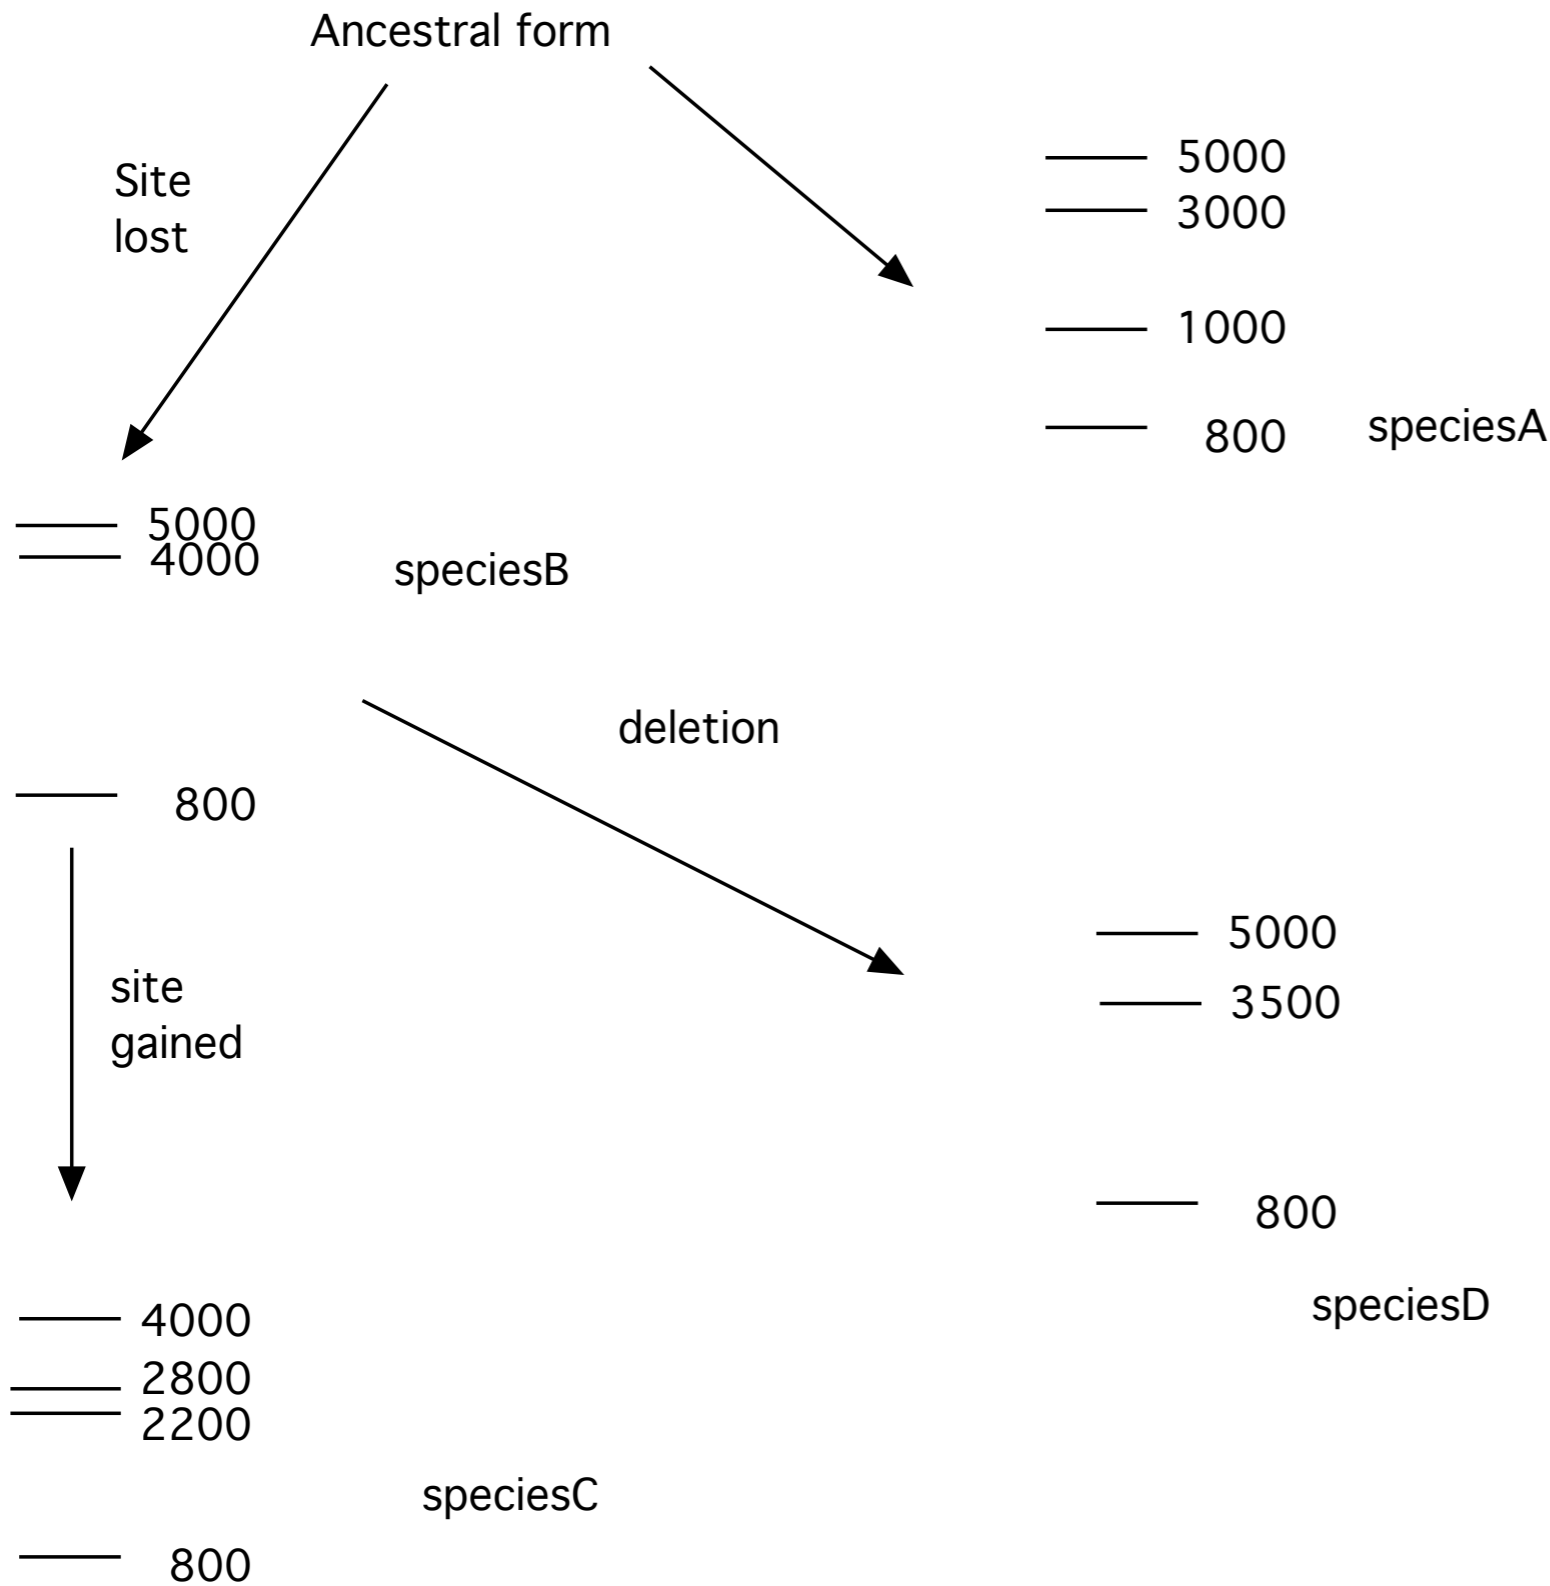 Ancestral form
Site
lost
5000
3000
1000
800
speciesA
5000
4000
speciesB
800
deletion
site
gained
5000
3500
800
speciesD
4000
2800
2200
speciesC
800